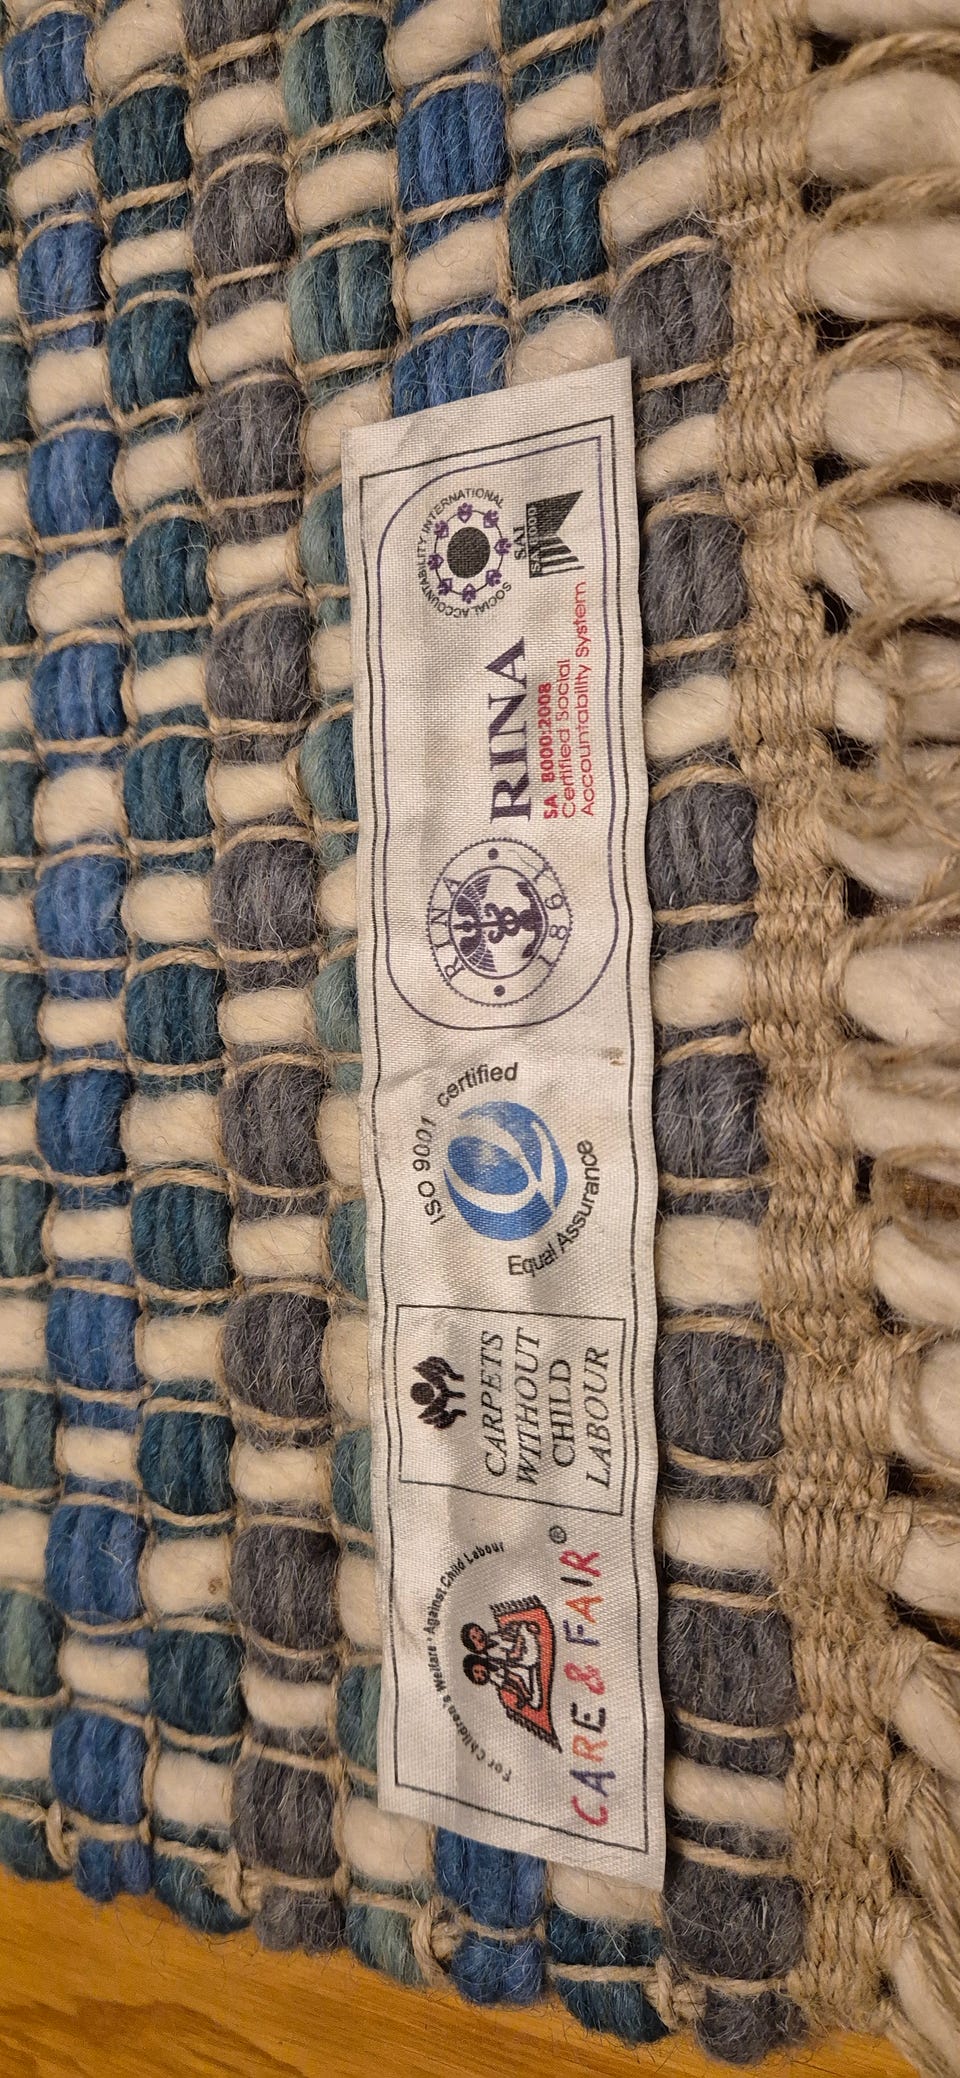 For Children's Welfare · Against Child Labour
CARE & FAIR®
CARPETS
WITHOUT
CHILD
LABOUR
ISO 9001 certified
Equal Assurance
RINA
1861
RINA
SA 8000:2008
Certified Social
Accountability System
SOCIAL ACCOUNTABILITY INTERNATIONAL
SAI